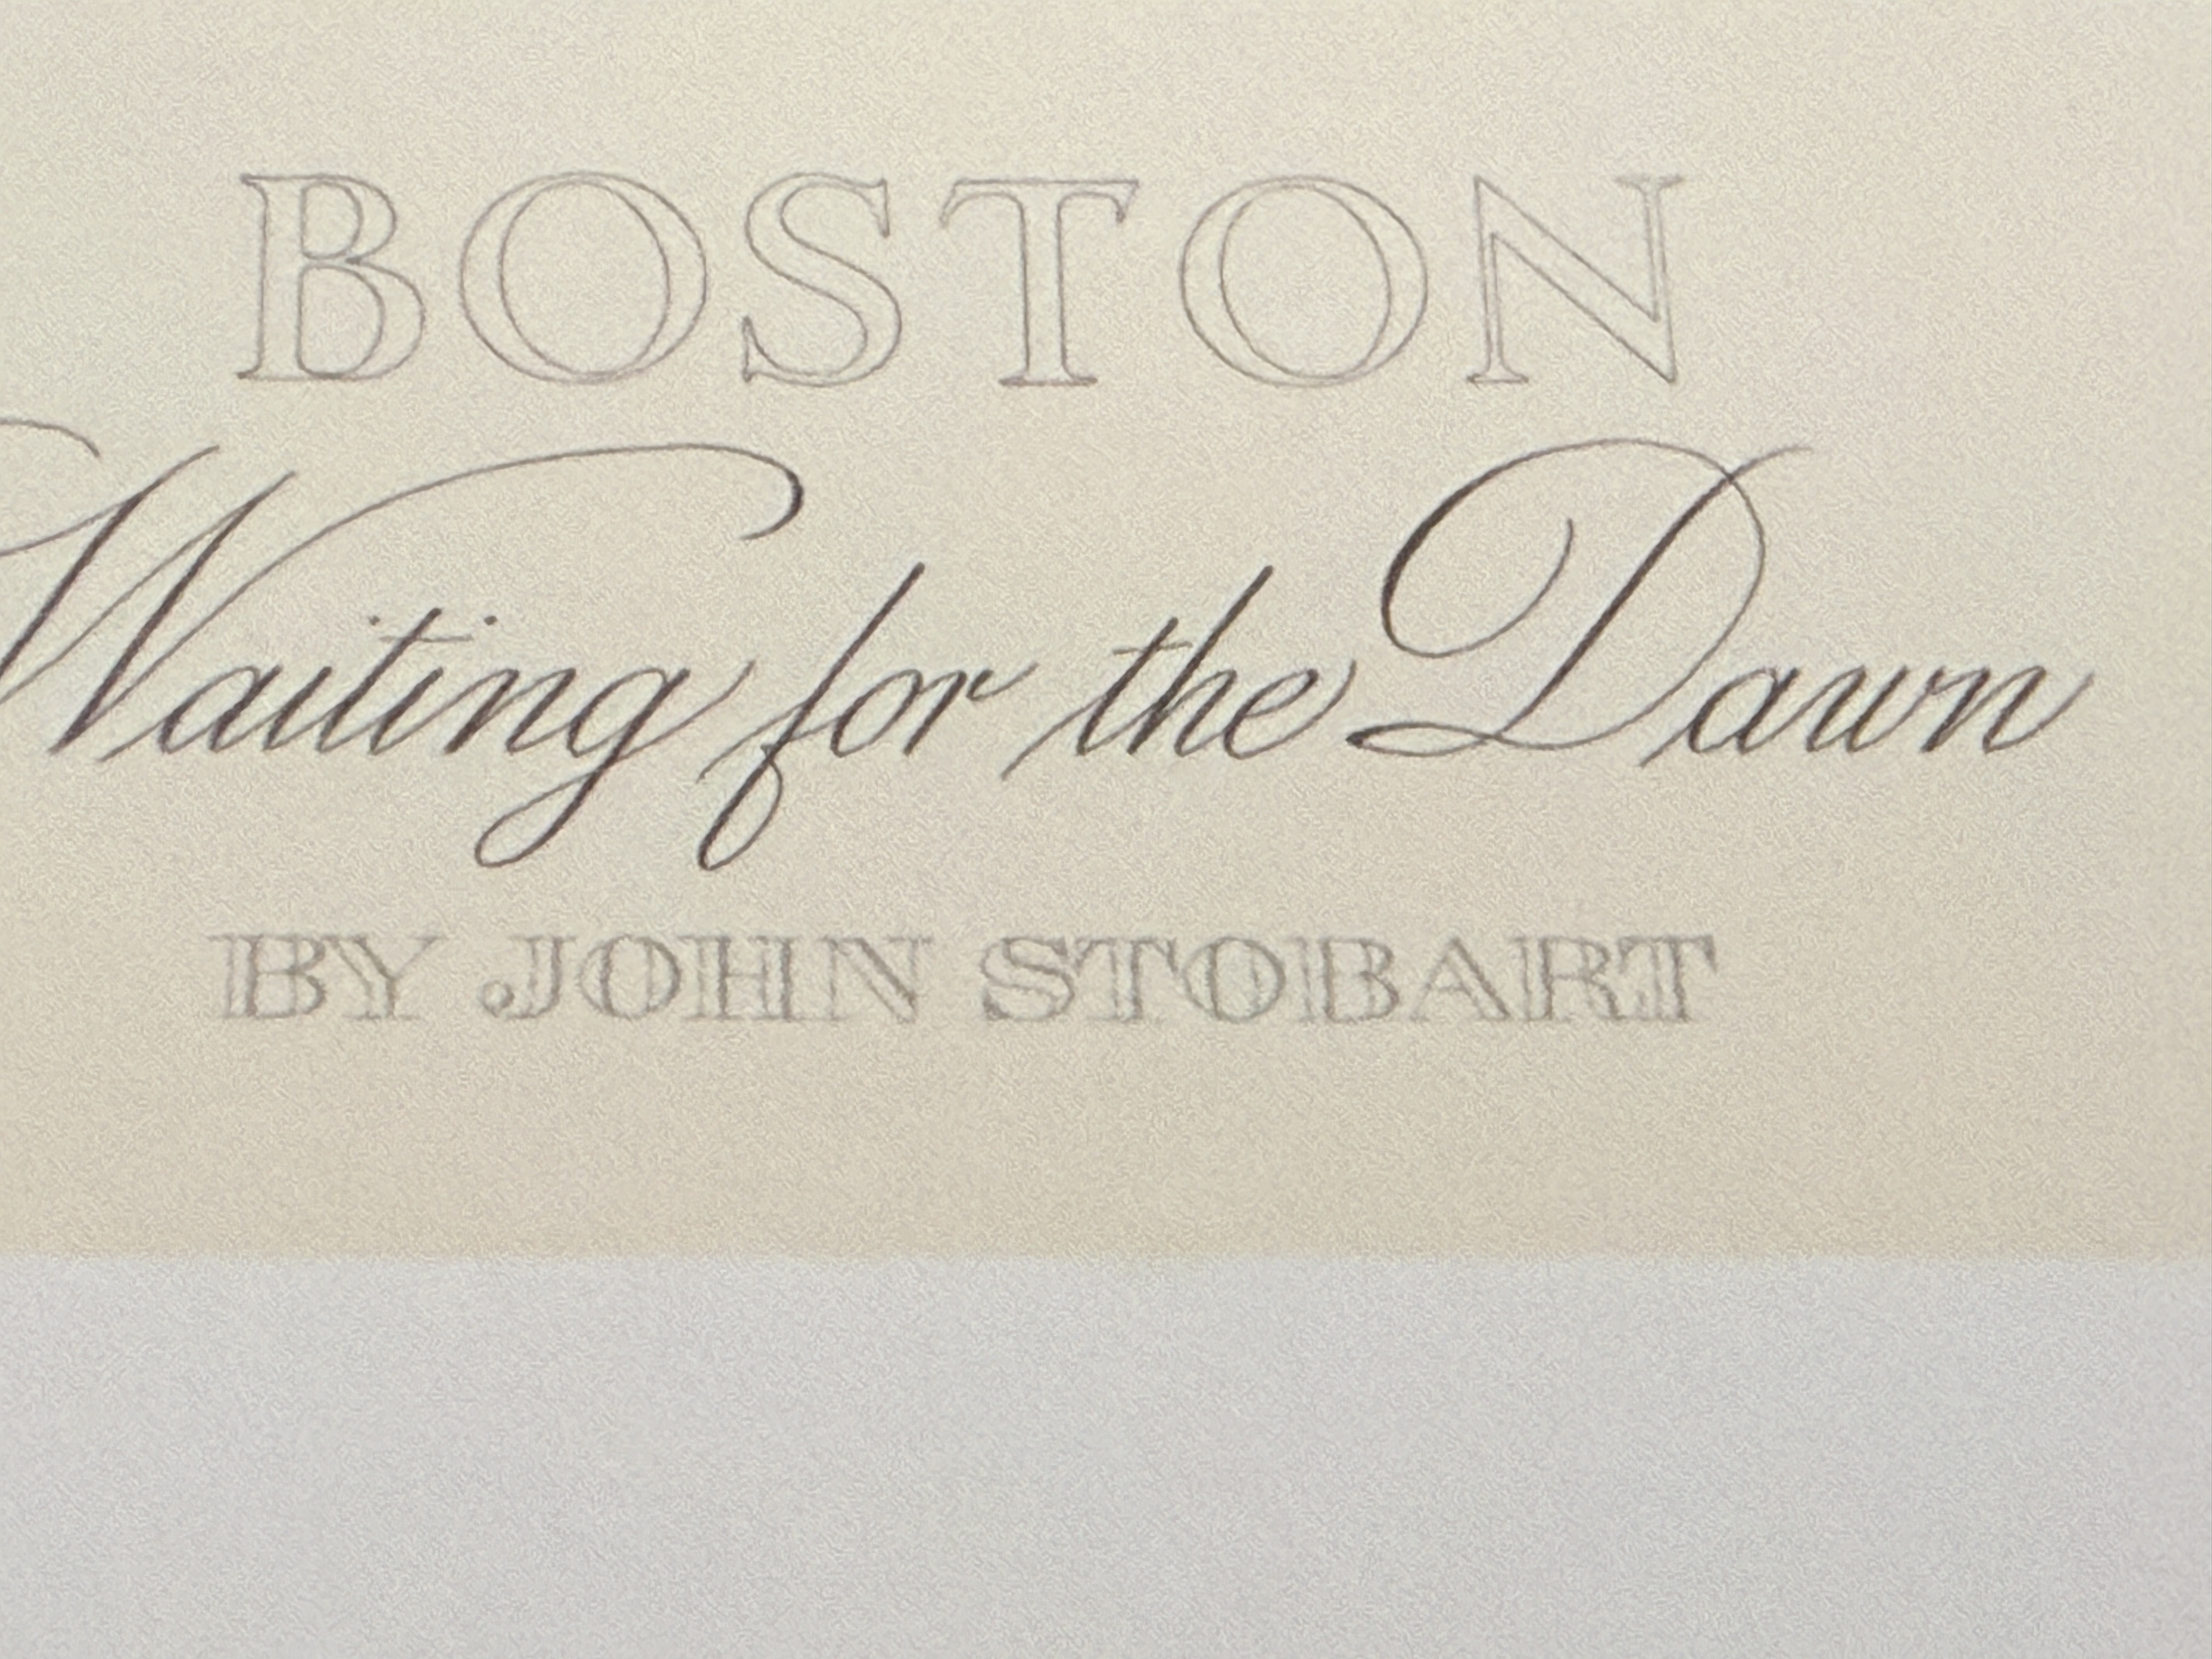 BOSTON
Waiting for the Dawn
BY JOHN STOBART